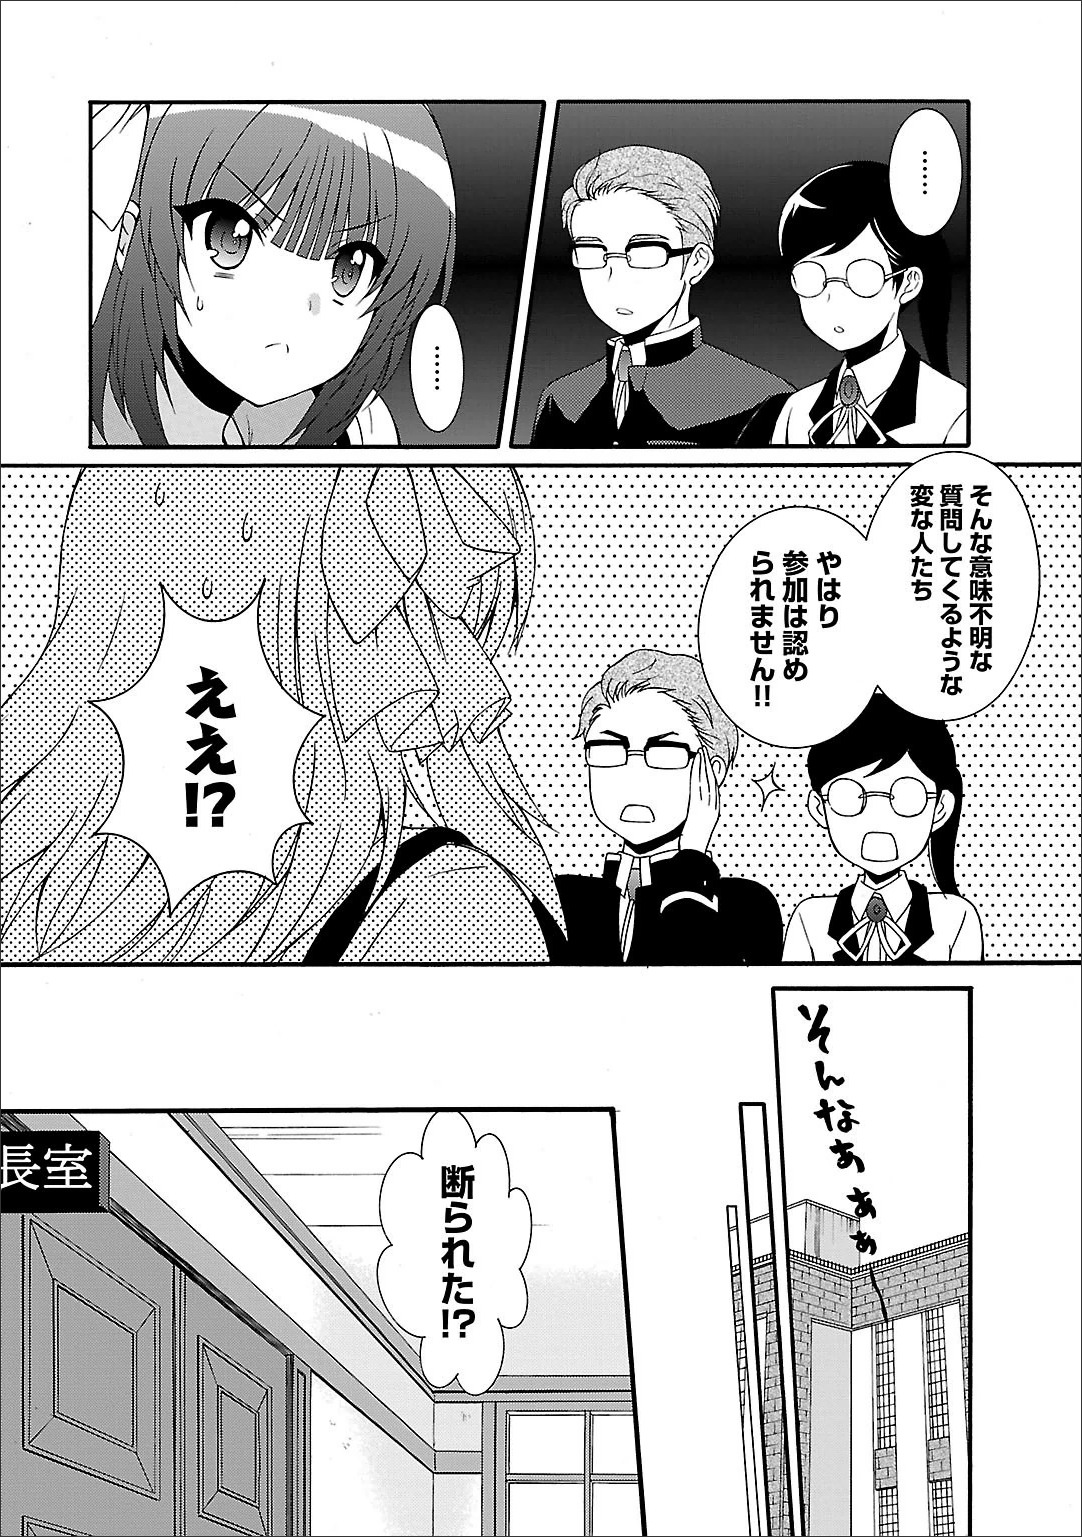 ……
……
そんな意味不明な
質問してくるような
変な人たち
やはり
参加は認め
られません!!
ええ!?
そんなぁぁぁ
断られた!?
長室